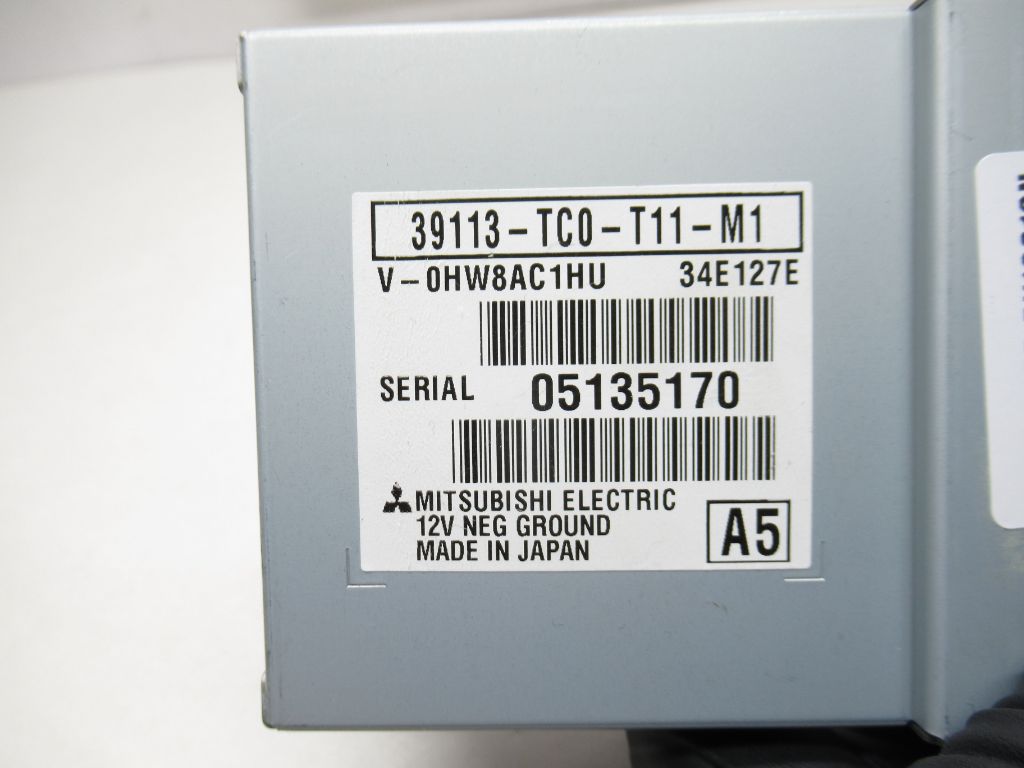 39113-TC0-T11-M1
V-0HW8AC1HU 34E127E
SERIAL 05135170
MITSUBISHI ELECTRIC
12V NEG GROUND
MADE IN JAPAN
A5